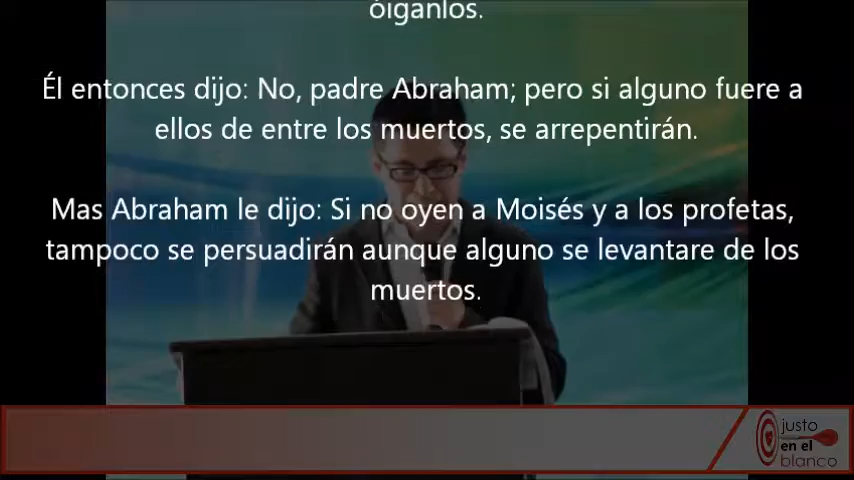 óiganlos.
Él entonces dijo: No, padre Abraham; pero si alguno fuere a
ellos de entre los muertos, se arrepentirán.
Mas Abraham le dijo: Si no oyen a Moisés y a los profetas,
tampoco se persuadirán aunque alguno se levantare de los
muertos.
justo
en el
blanco